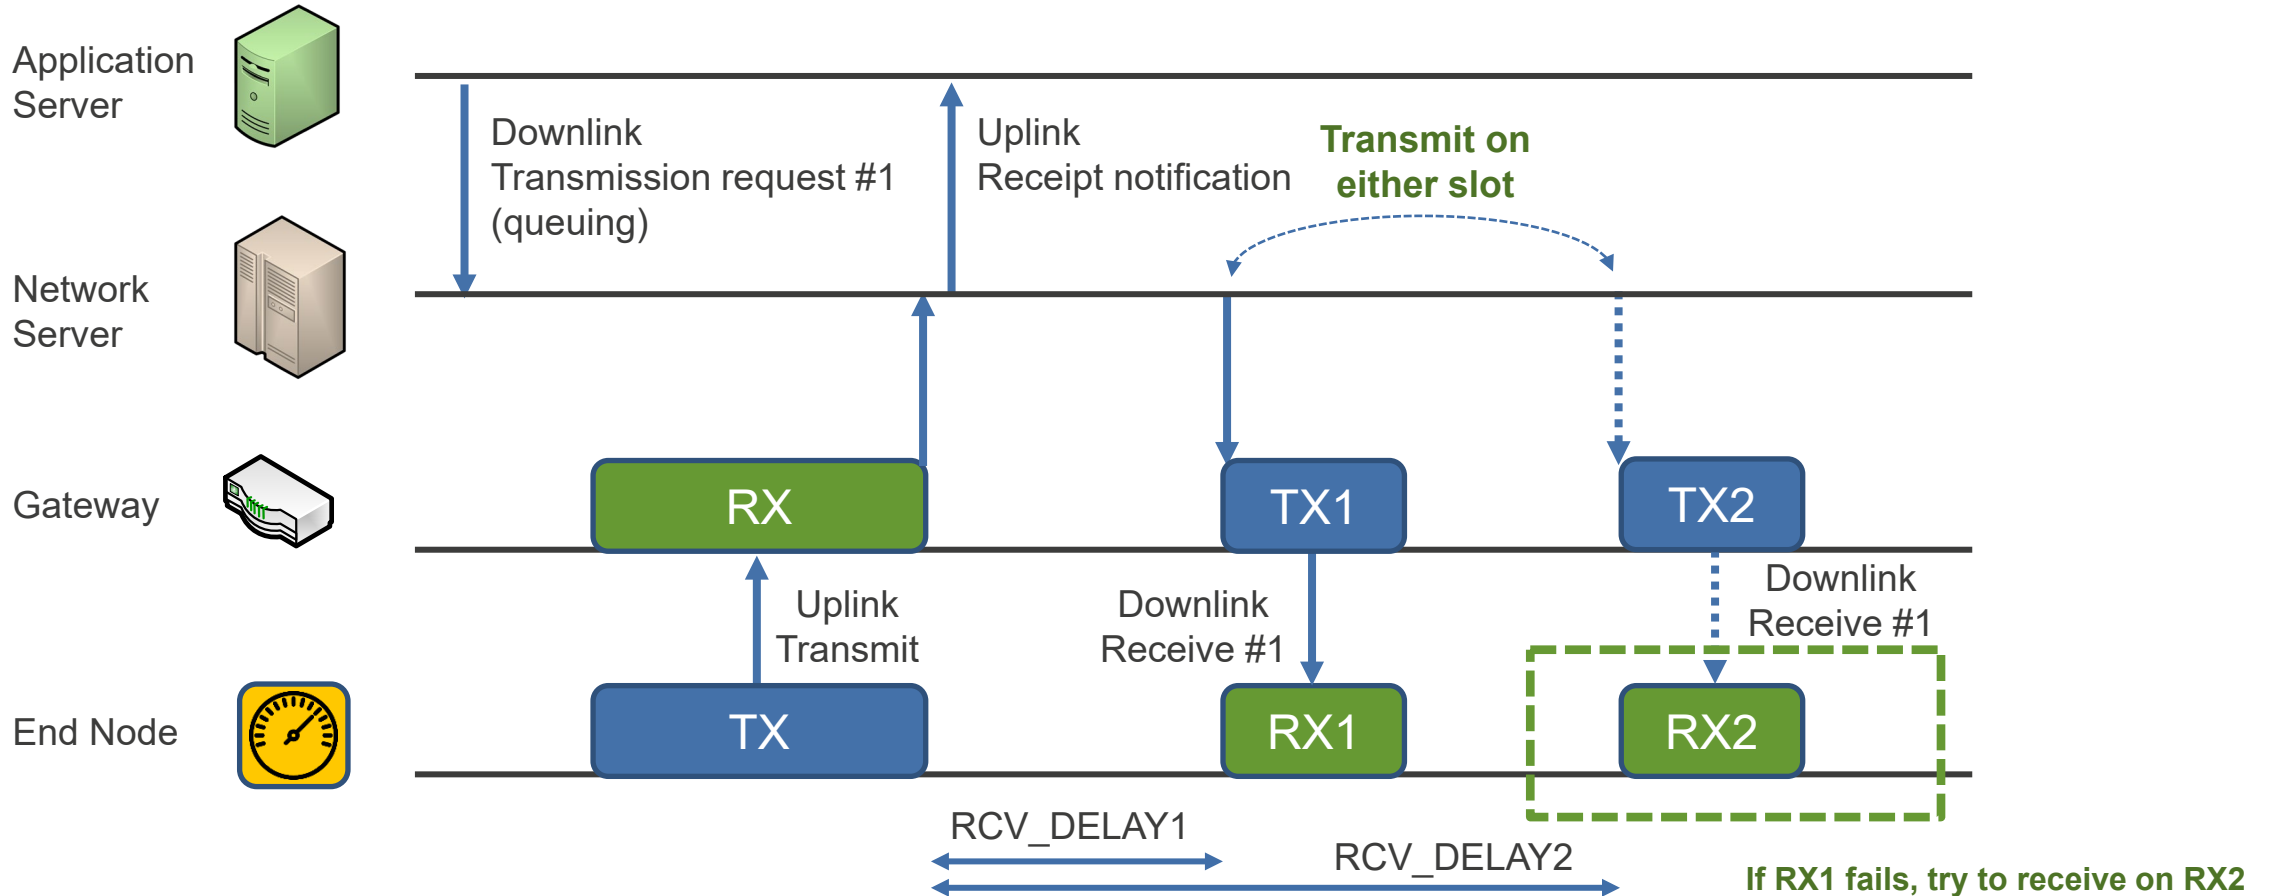 Application
Server
Downlink
Transmission request #1
(queuing)
Uplink
Receipt notification
Transmit on
either slot
Network
Server
Gateway
RX
TX1
TX2
Uplink
Transmit
Downlink
Receive #1
Downlink
Receive #1
End Node
TX
RX1
RX2
RCV_DELAY1
RCV_DELAY2
If RX1 fails, try to receive on RX2